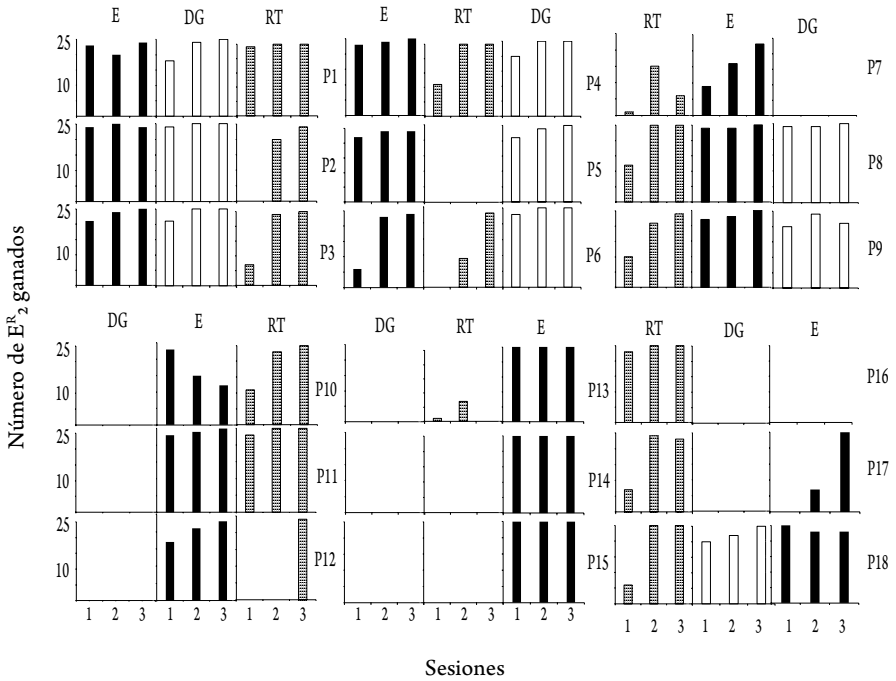 E DG RT E RT DG RT E DG
25
10
P1 P4 P7
25
10
P2 P5 P8
25
10
P3 P6 P9
Número de Eᴿ₂ ganados
DG E RT DG RT E RT DG E
25
10
P10 P13 P16
25
10
P11 P14 P17
25
10
P12 P15 P18
1 2 3 1 2 3 1 2 3 1 2 3 1 2 3 1 2 3 1 2 3 1 2 3 1 2 3
Sesiones